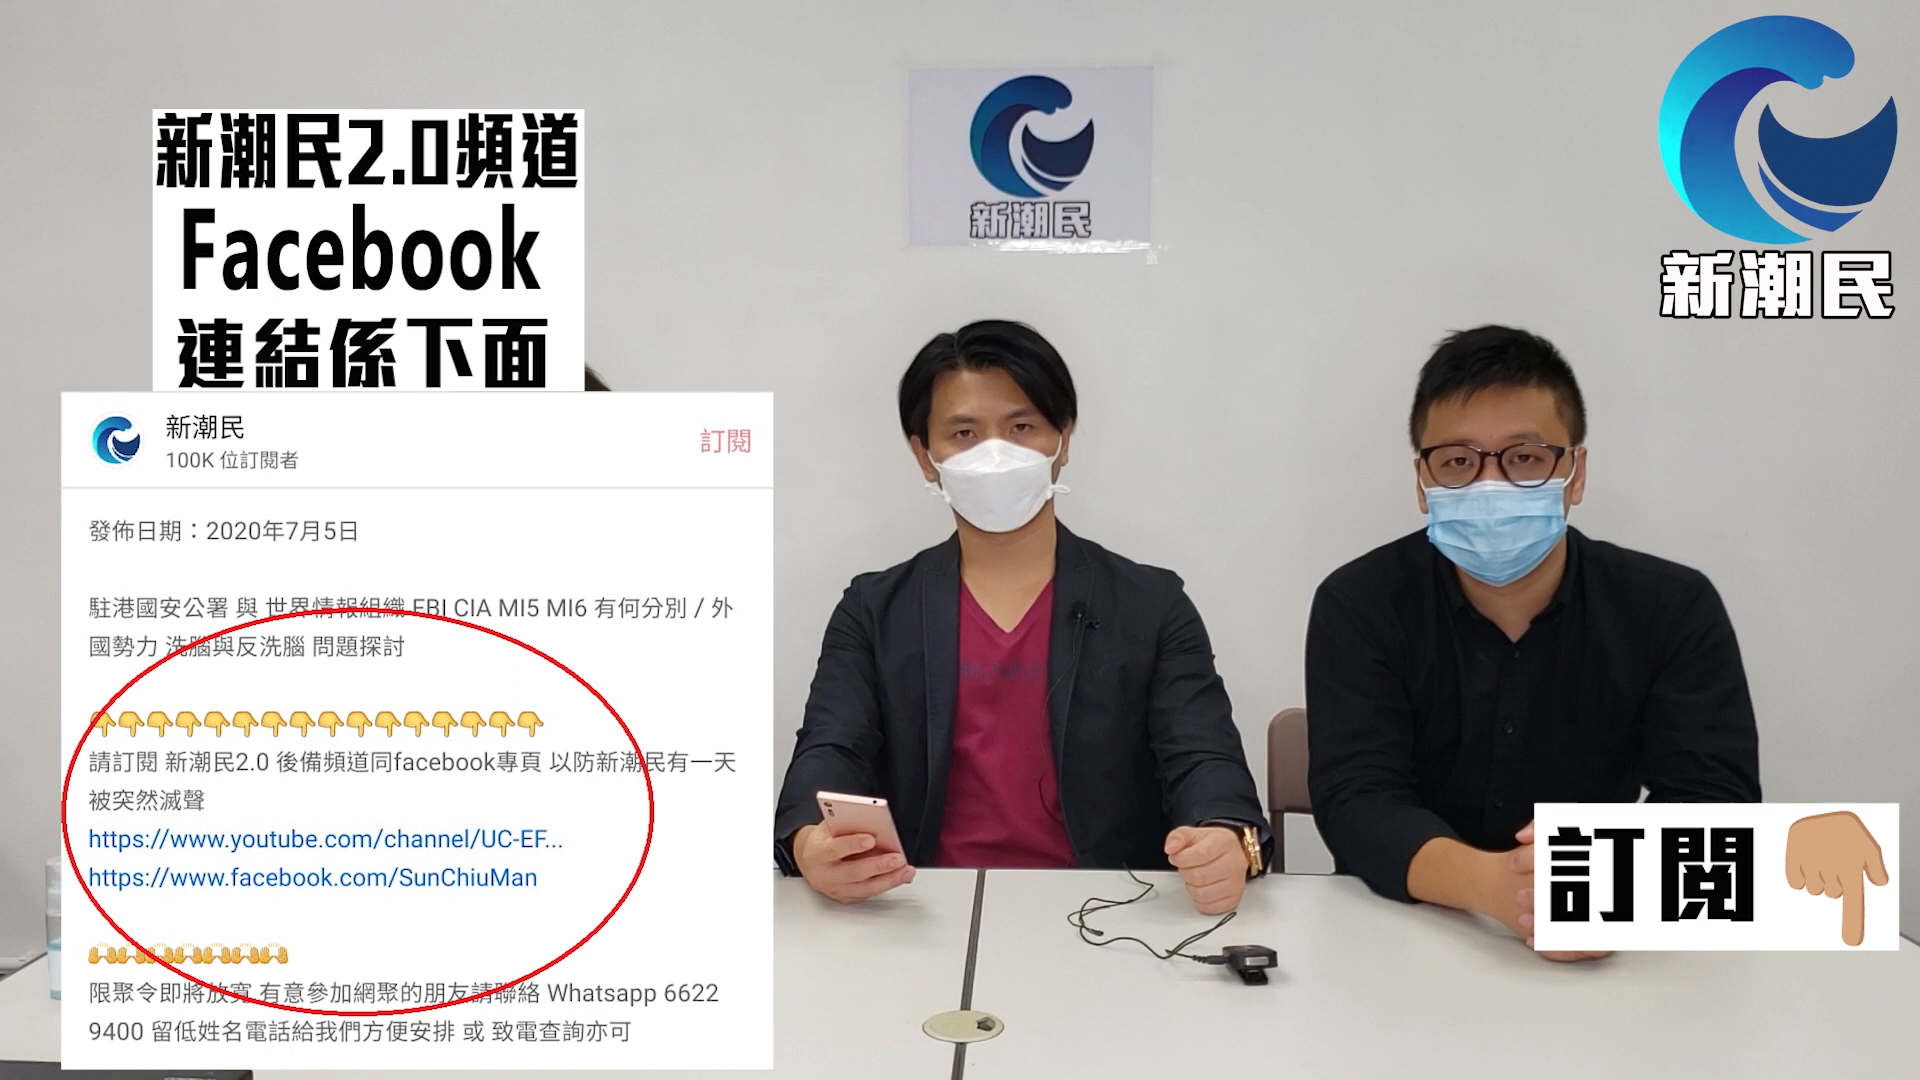 新潮民2.0頻道
Facebook
連結係下面
新潮民
100K 位訂閱者
訂閱
發佈日期：2020年7月5日
駐港國安公署 與 世界情報組織 FBI CIA MI5 MI6 有何分別 / 外
國勢力 洗腦與反洗腦 問題探討
👇👇👇👇👇👇👇👇👇👇👇👇👇👇👇👇
請訂閱 新潮民2.0 後備頻道同facebook專頁 以防新潮民有一天
被突然滅聲
https://www.youtube.com/channel/UC-EF...
https://www.facebook.com/SunChiuMan
🙌🙌🙌🙌🙌🙌🙌
限聚令即將放寬 有意參加網聚的朋友請聯絡 Whatsapp 6622
9400 留低姓名電話給我們方便安排 或 致電查詢亦可
新潮民
新潮民
訂閱